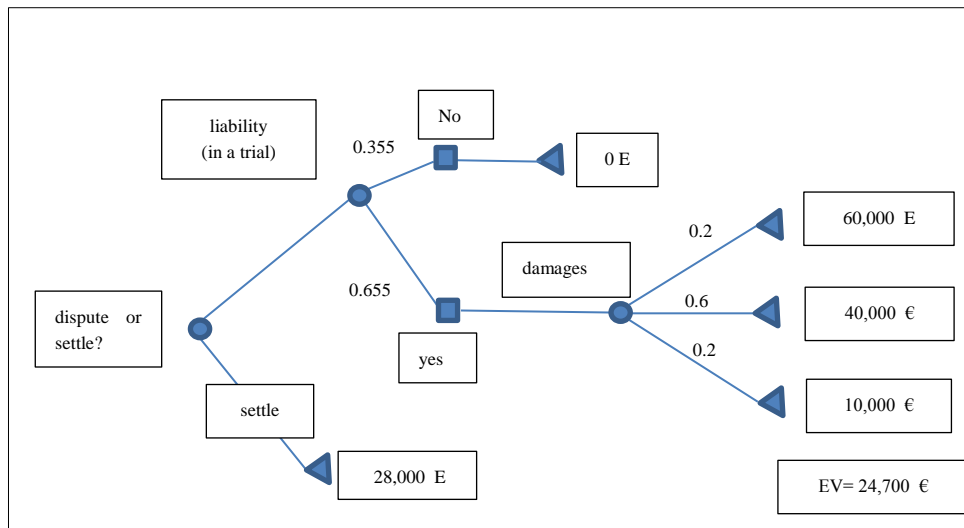 liability
(in a trial)
No
0.355
0 E
60,000 E
0.2
damages
0.655
0.6
40,000 €
dispute or
settle?
yes
0.2
10,000 €
settle
28,000 E
EV= 24,700 €